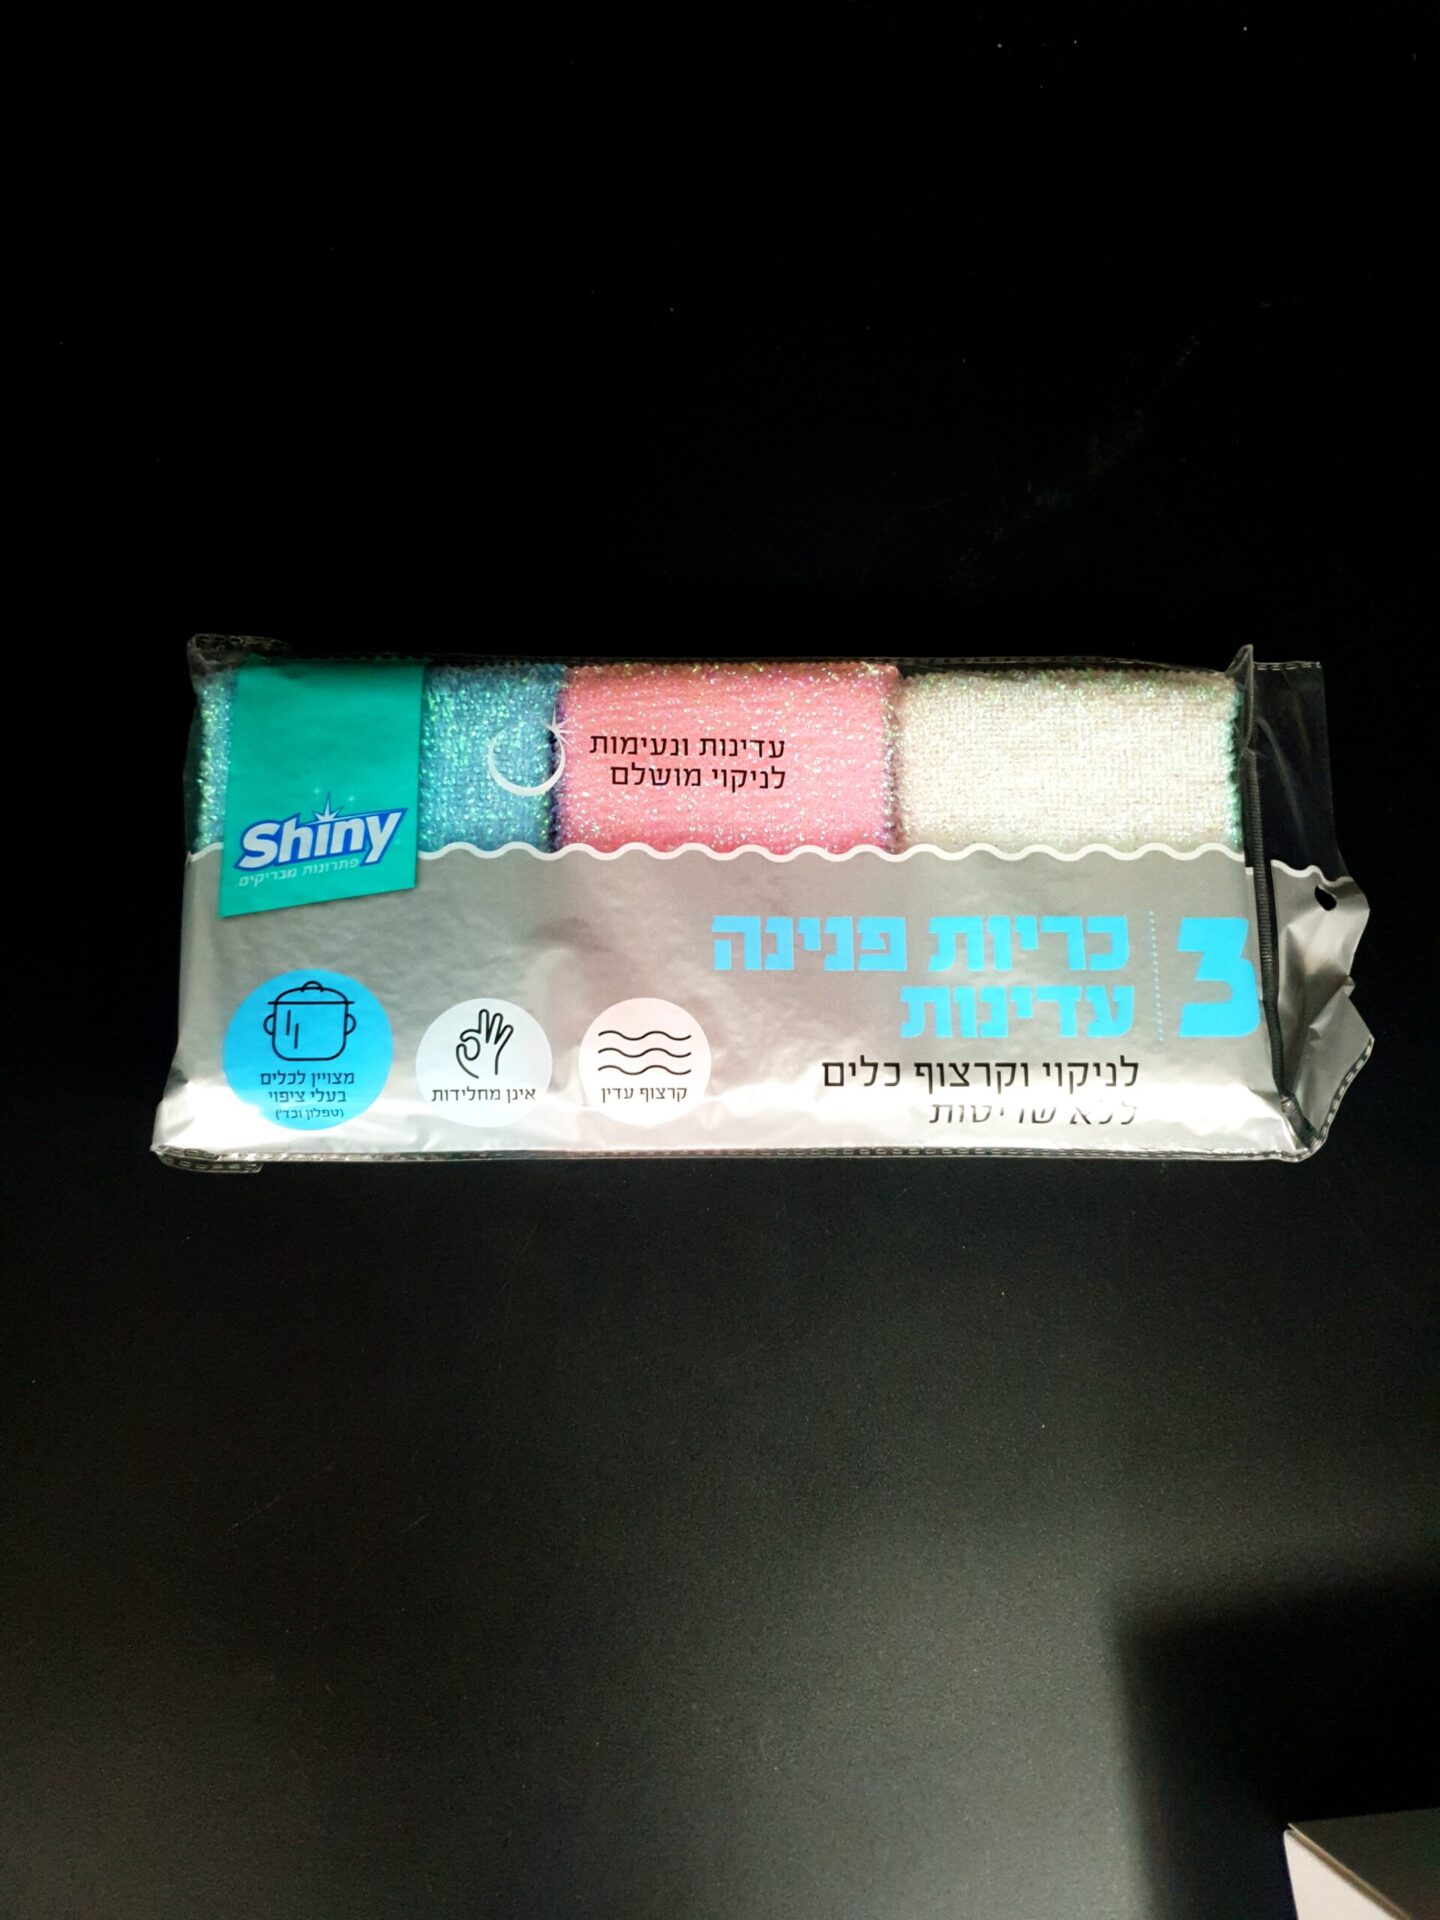 עדינות ונעימות
לניקוי מושלם
Shiny
פתרונות מבריקים.
3
כריות פנינה
עדינות
לניקוי וקרצוף כלים
ללא שריטות
קרצוף עדין
אינן מחלידות
מצויין לכלים
בעלי ציפוי
(טפלון וכד')